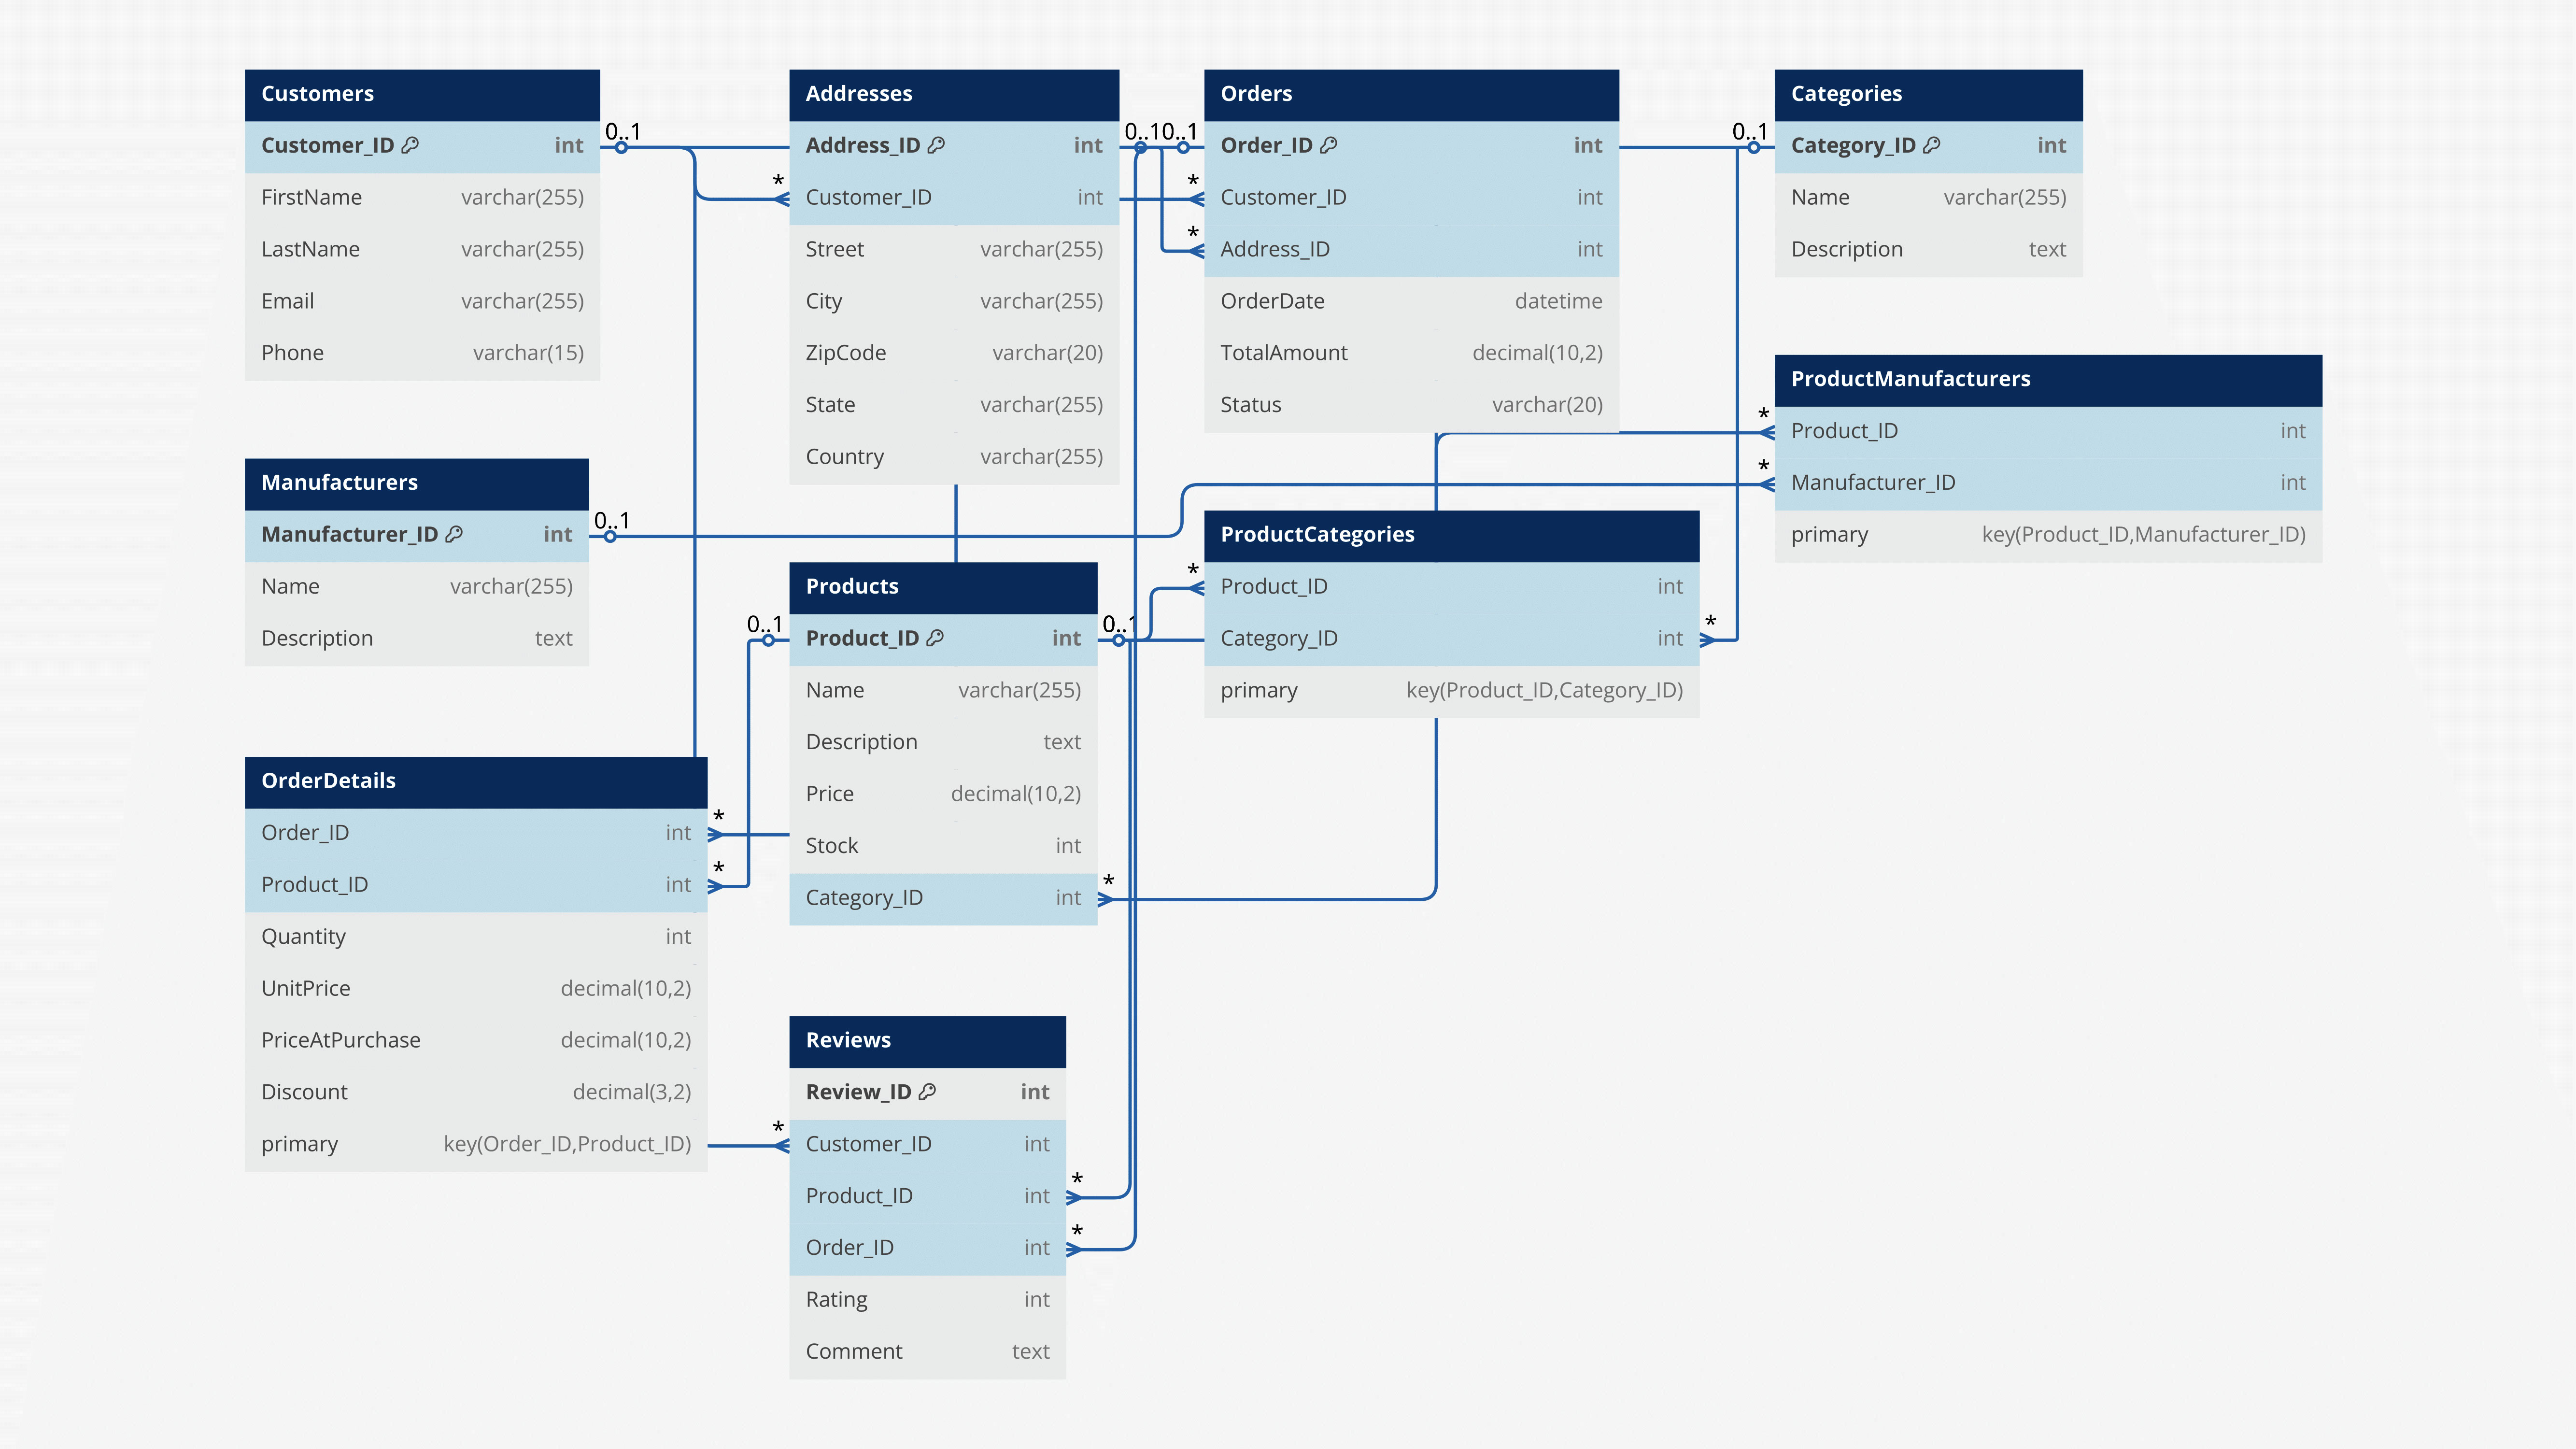 Customers
Customer_ID int
FirstName varchar(255)
LastName varchar(255)
Email varchar(255)
Phone varchar(15)
0..1
Addresses
Address_ID int
* Customer_ID int
Street varchar(255)
City varchar(255)
ZipCode varchar(20)
State varchar(255)
Country varchar(255)
0..1 0..1
Orders
Order_ID int
* Customer_ID int
* Address_ID int
OrderDate datetime
TotalAmount decimal(10,2)
Status varchar(20)
0..1
Categories
Category_ID int
Name varchar(255)
Description text
ProductManufacturers
* Product_ID int
* Manufacturer_ID int
primary key(Product_ID,Manufacturer_ID)
Manufacturers
Manufacturer_ID int
Name varchar(255)
Description text
0..1
Products
0..1 Product_ID int 0..1
Name varchar(255)
Description text
Price decimal(10,2)
Stock int
Category_ID int *
ProductCategories
* Product_ID int
Category_ID int *
primary key(Product_ID,Category_ID)
OrderDetails
Order_ID int *
Product_ID int *
Quantity int
UnitPrice decimal(10,2)
PriceAtPurchase decimal(10,2)
Discount decimal(3,2)
primary key(Order_ID,Product_ID)
Reviews
Review_ID int
* Customer_ID int
Product_ID int *
Order_ID int *
Rating int
Comment text